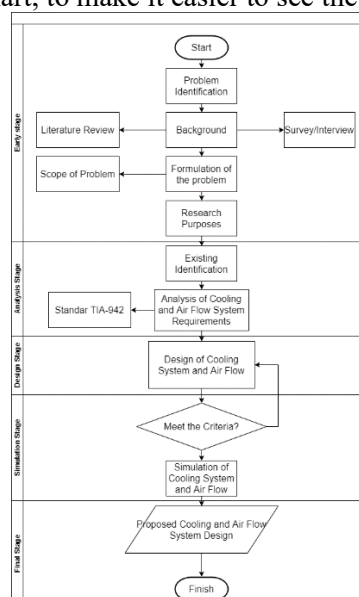 art, to make it easier to see the
Start
Problem
Identification
Early stage
Literature Review
Background
Survey/Interview
Scope of Problem
Formulation of
the problem
Research
Purposes
Analysis Stage
Existing
Identification
Standar TIA-942
Analysis of Cooling
and Air Flow System
Requirements
Design Stage
Design of Cooling
System and Air Flow
Simulation Stage
Meet the Criteria?
Simulation of
Cooling System
and Air Flow
Final Stage
Proposed Cooling and Air Flow
System Design
Finish